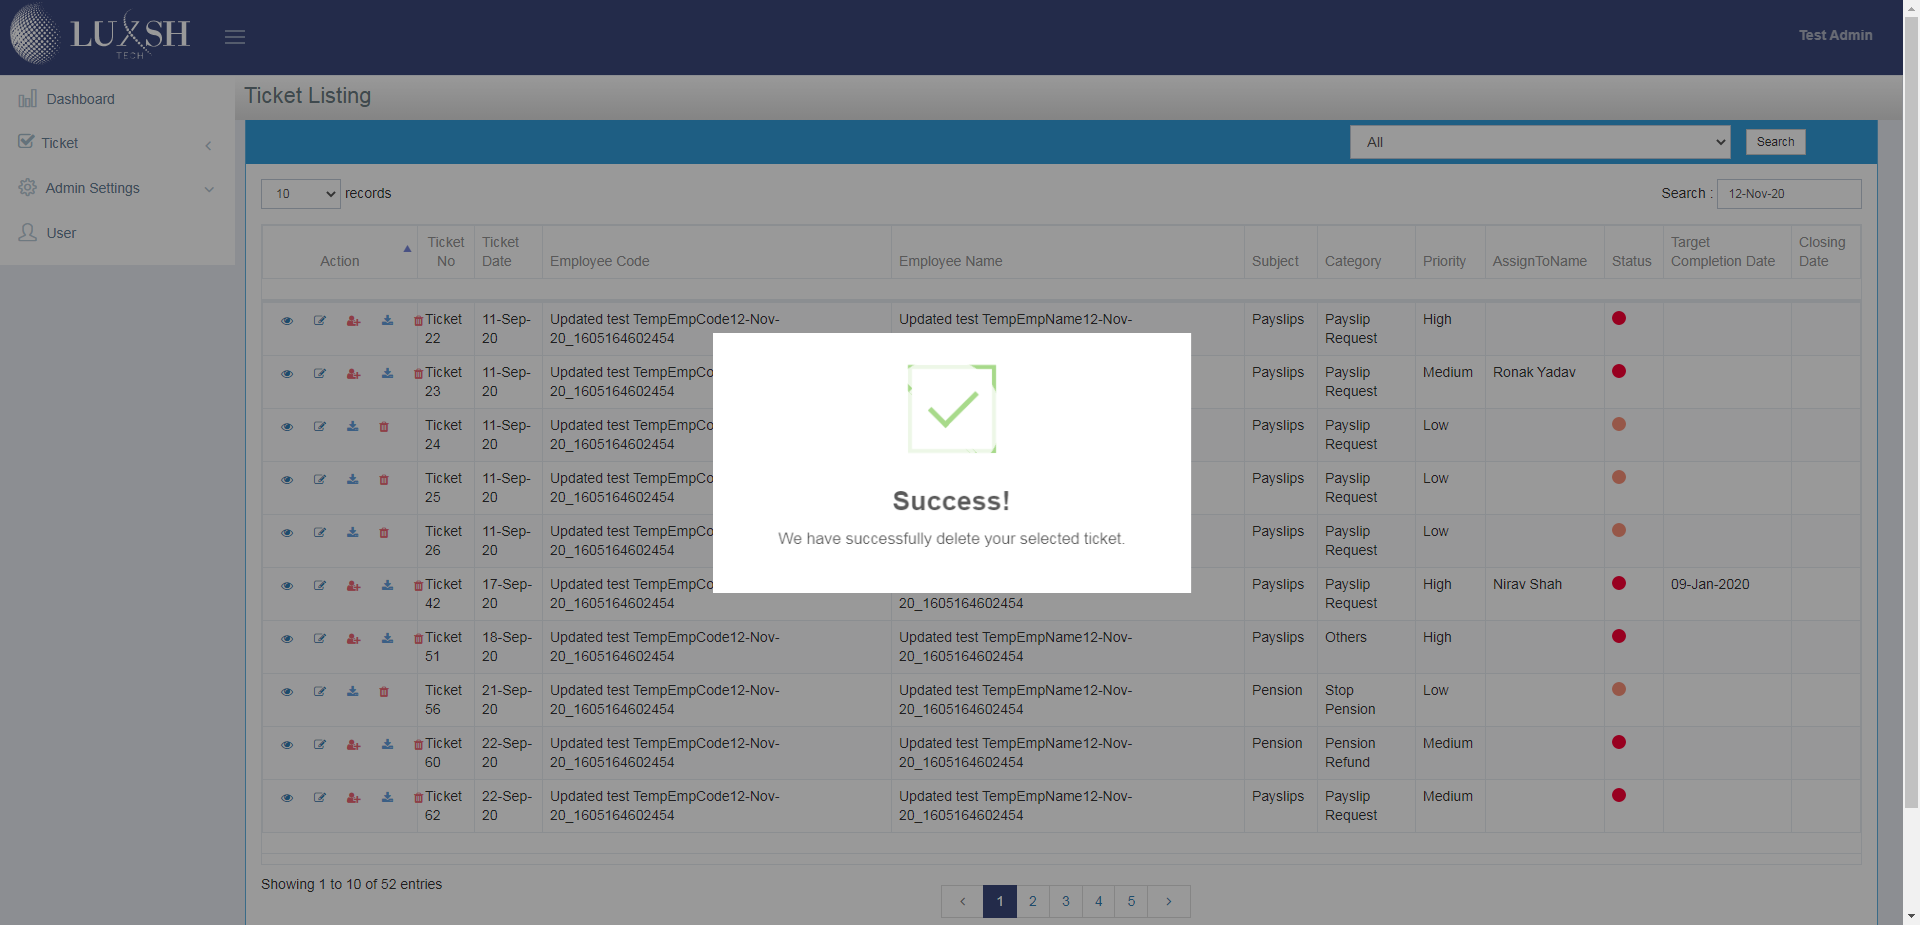 LUXSH
TECH
Test Admin
Dashboard
Ticket
Admin Settings
User
Ticket Listing
All
Search
10 records
Search : 12-Nov-20
Action
Ticket
No
Ticket
Date
Employee Code
Employee Name
Subject
Category
Priority
AssignToName
Status
Target
Completion Date
Closing
Date
Ticket 11-Sep- Updated test TempEmpCode12-Nov- Updated test TempEmpName12-Nov- Payslips Payslip High
22 20 20_1605164602454 Request
Ticket 11-Sep- Updated test TempEmpCo Payslips Payslip Medium Ronak Yadav
23 20 20_1605164602454 Request
Ticket 11-Sep- Updated test TempEmpCo Payslips Payslip Low
24 20 20_1605164602454 Request
Ticket 11-Sep- Updated test TempEmpCo Payslips Payslip Low
25 20 20_1605164602454 Request
Ticket 11-Sep- Updated test TempEmpCo Payslips Payslip Low
26 20 20_1605164602454 Request
Ticket 17-Sep- Updated test TempEmpCo Payslips Payslip High Nirav Shah 09-Jan-2020
42 20 20_1605164602454 20_1605164602454 Request
Ticket 18-Sep- Updated test TempEmpCode12-Nov- Updated test TempEmpName12-Nov- Payslips Others High
51 20 20_1605164602454 20_1605164602454
Ticket 21-Sep- Updated test TempEmpCode12-Nov- Updated test TempEmpName12-Nov- Pension Stop Low
56 20 20_1605164602454 20_1605164602454 Pension
Ticket 22-Sep- Updated test TempEmpCode12-Nov- Updated test TempEmpName12-Nov- Pension Pension Medium
60 20 20_1605164602454 20_1605164602454 Refund
Ticket 22-Sep- Updated test TempEmpCode12-Nov- Updated test TempEmpName12-Nov- Payslips Payslip Medium
62 20 20_1605164602454 20_1605164602454 Request
Success!
We have successfully delete your selected ticket.
Showing 1 to 10 of 52 entries
1 2 3 4 5